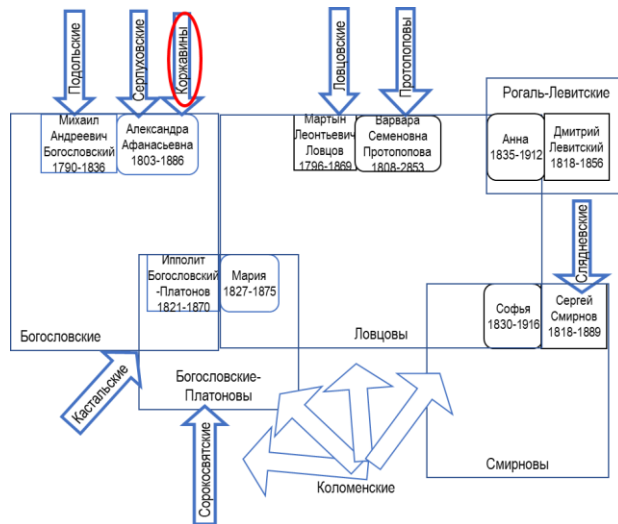 Подольские
Серпуховские
Коржавины
Ловцовские
Протопоповы
Рогаль-Левитские
Михаил
Андреевич
Богословский
1790-1836
Александра
Афанасьевна
1803-1886
Мартын
Леонтьевич
Ловцов
1796-1869
Варвара
Семеновна
Протопопова
1808-2853
Анна
1835-1912
Дмитрий
Левитский
1818-1856
Слядневские
Ипполит
Богословский
-Платонов
1821-1870
Мария
1827-1875
Софья
1830-1916
Сергей
Смирнов
1818-1889
Богословские
Ловцовы
Кастальские
Богословские-
Платоновы
Сорокосвятские
Коломенские
Смирновы